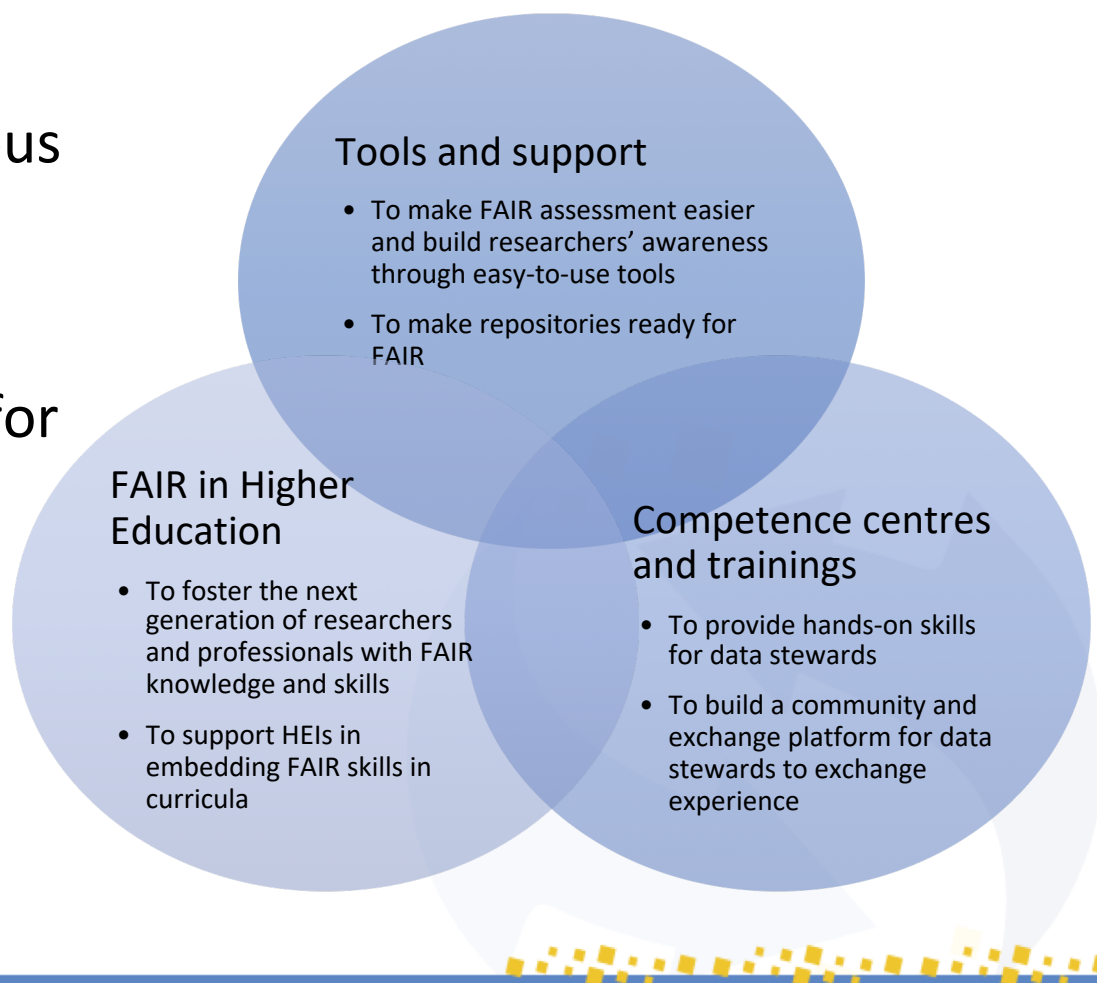 us
for
Tools and support
• To make FAIR assessment easier
and build researchers’ awareness
through easy-to-use tools
• To make repositories ready for
FAIR
FAIR in Higher
Education
• To foster the next
generation of researchers
and professionals with FAIR
knowledge and skills
• To support HEIs in
embedding FAIR skills in
curricula
Competence centres
and trainings
• To provide hands-on skills
for data stewards
• To build a community and
exchange platform for data
stewards to exchange
experience